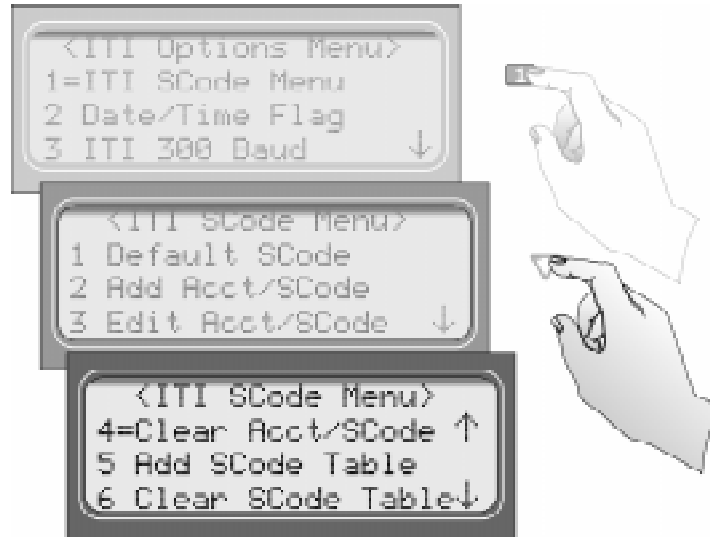 <ITI Options Menu>
1=ITI SCode Menu
2 Date/Time Flag
3 ITI 300 Baud ↓
<ITI SCode Menu>
1 Default SCode
2 Add Acct/SCode
3 Edit Acct/SCode ↓
<ITI SCode Menu>
4=Clear Acct/SCode ↑
5 Add SCode Table
6 Clear SCode Table↓
1